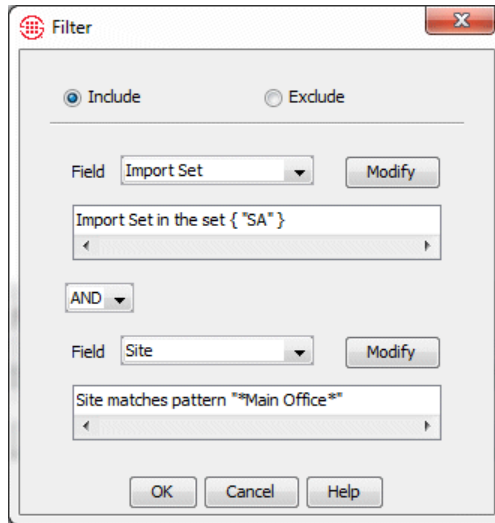 Filter
Include Exclude
Field Import Set Modify
Import Set in the set { "SA" }
AND
Field Site Modify
Site matches pattern "*Main Office*"
OK Cancel Help